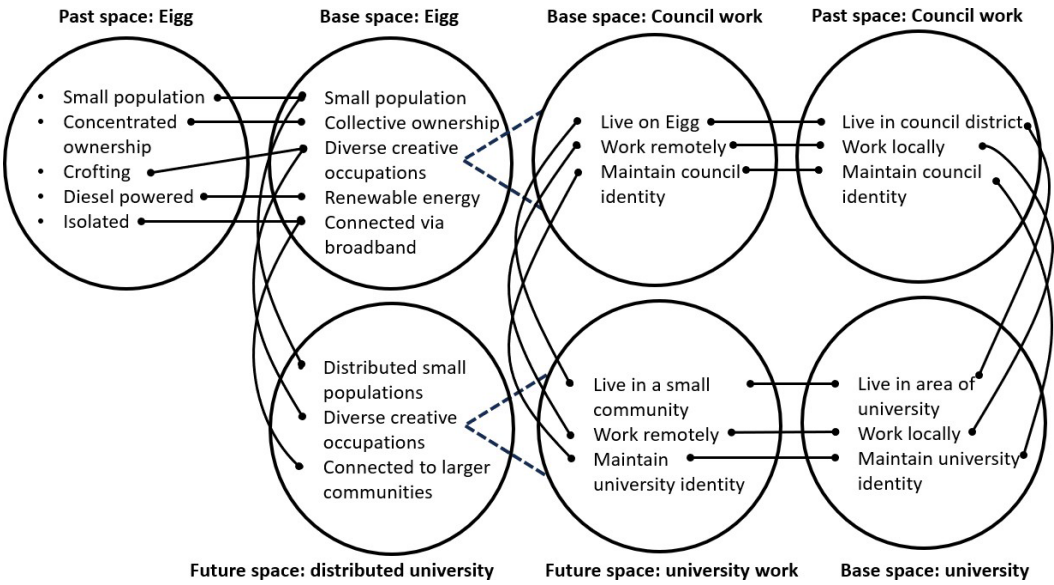 Past space: Eigg
• Small population
• Concentrated
ownership
• Crofting
• Diesel powered
• Isolated
Base space: Eigg
Small population
Collective ownership
Diverse creative
occupations
Renewable energy
Connected via
broadband
Base space: Council work
Live on Eigg
Work remotely
Maintain council
identity
Past space: Council work
Live in council district
Work locally
Maintain council
identity
Distributed small
populations
Diverse creative
occupations
Connected to larger
communities
Future space: distributed university
Live in a small
community
Work remotely
Maintain
university identity
Future space: university work
Live in area of
university
Work locally
Maintain university
identity
Base space: university